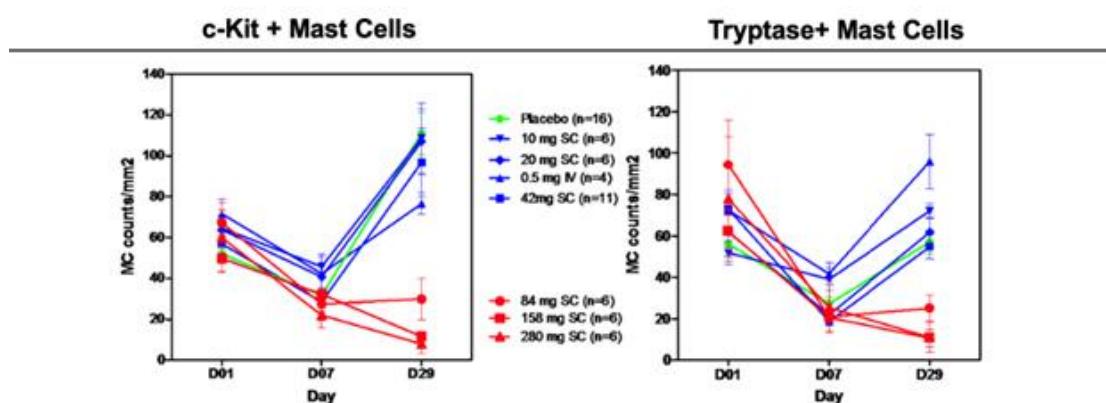 c-Kit + Mast Cells
Tryptase+ Mast Cells
MC counts/mm2
140
120
100
80
60
40
20
0
D01 D07 D29
Day
Placebo (n=16)
10 mg SC (n=6)
20 mg SC (n=6)
0.5 mg IV (n=4)
42mg SC (n=11)
84 mg SC (n=6)
158 mg SC (n=6)
280 mg SC (n=6)
MC counts/mm2
140
120
100
80
60
40
20
0
D01 D07 D29
Day